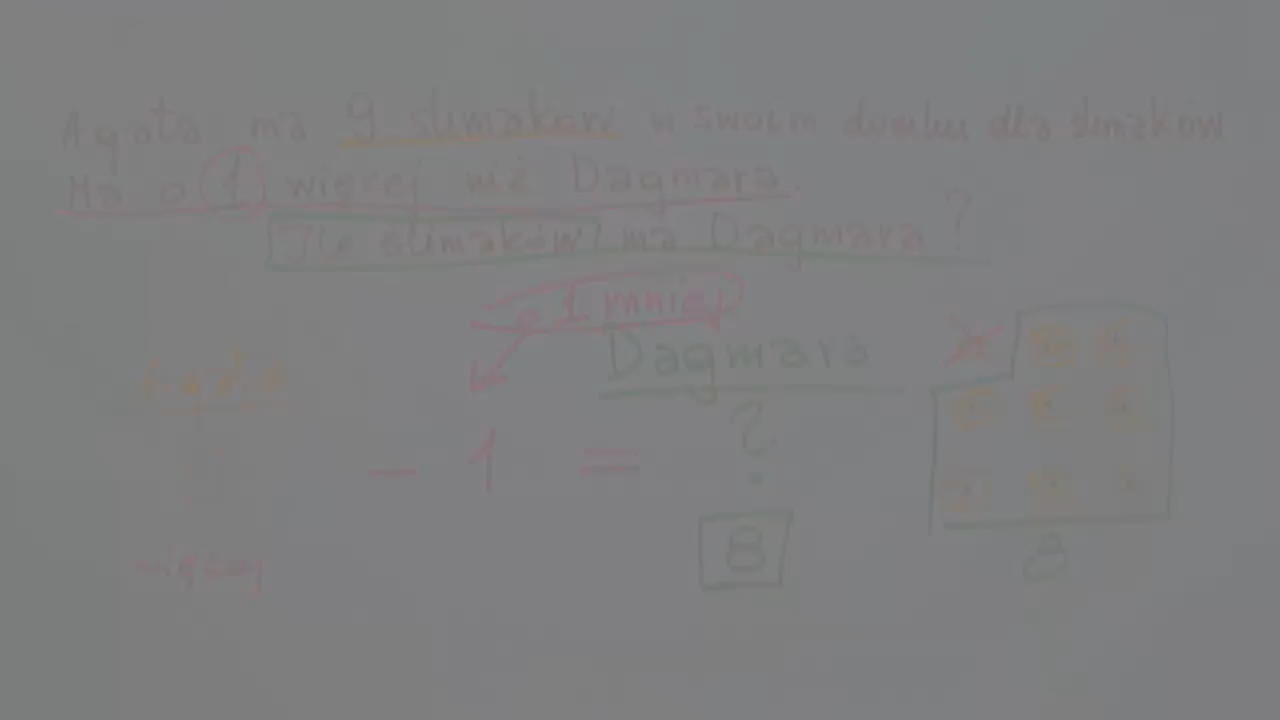 Agata ma 9 ślimaków w swoim domku dla ślimaków
Ma o 1 więcej niż Dagmara.
Ile ślimaków ma Dagmara?
o 1 mniej
Agata
Dagmara
?
- 1 =
8
8
więcej